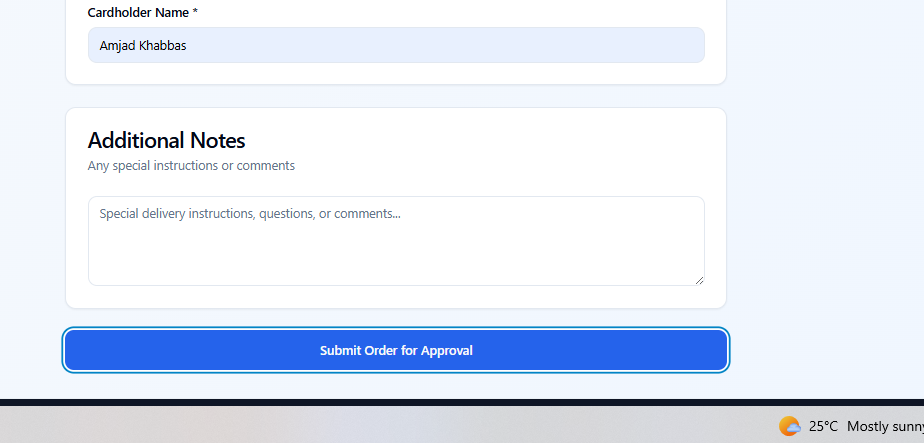 Cardholder Name *
Amjad Khabbas
Additional Notes
Any special instructions or comments
Special delivery instructions, questions, or comments...
Submit Order for Approval
25°C Mostly sunny